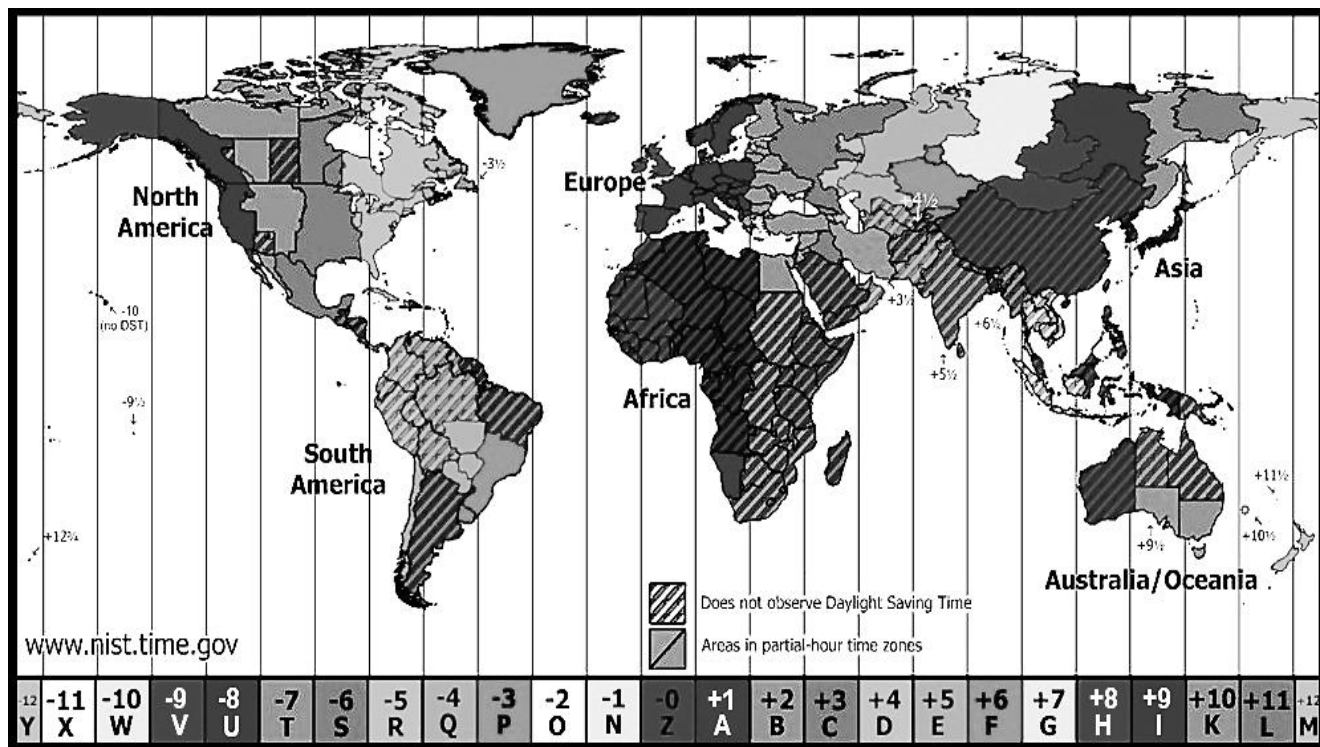 -3½
Europe
North
America
+4½
Asia
-10
(no DST)
+3½
+6½
+5½
Africa
-9½
South
America
+11½
+12¾
+9½
+10½
Australia/Oceania
Does not observe Daylight Saving Time
Areas in partial-hour time zones
www.nist.time.gov
-12 -11 -10 -9 -8 -7 -6 -5 -4 -3 -2 -1 -0 +1 +2 +3 +4 +5 +6 +7 +8 +9 +10 +11 +12
Y X W V U T S R Q P O N Z A B C D E F G H I K L M